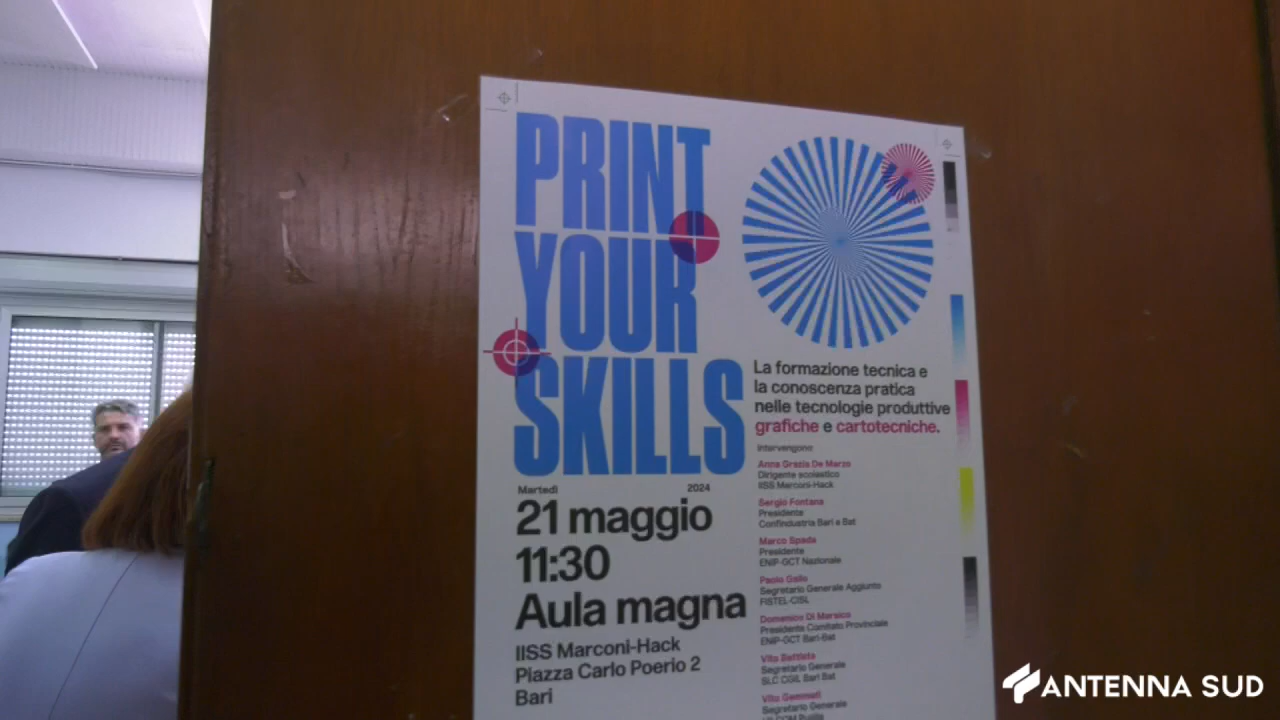 PRINT
YOUR
SKILLS
La formazione tecnica e
la conoscenza pratica
nelle tecnologie produttive
grafiche e cartotecniche.
Intervengono
Anna Grazia De Marzo
Dirigente scolastico
IISS Marconi-Hack
Sergio Fontana
Presidente
Confindustria Bari e Bat
Marco Spada
Presidente
ENIP-GCT Nazionale
Paolo Gallo
Segretario Generale Aggiunto
FISTEL-CISL
Domenico Di Marsico
Presidente Comitato Provinciale
ENIP-GCT Bari-Bat
Vito Battista
Segretario Generale
SLC CGIL Bari Bat
Vito Gemmati
Segretario Generale
Martedì 2024
21 maggio
11:30
Aula magna
IISS Marconi-Hack
Piazza Carlo Poerio 2
Bari
ANTENNA SUD